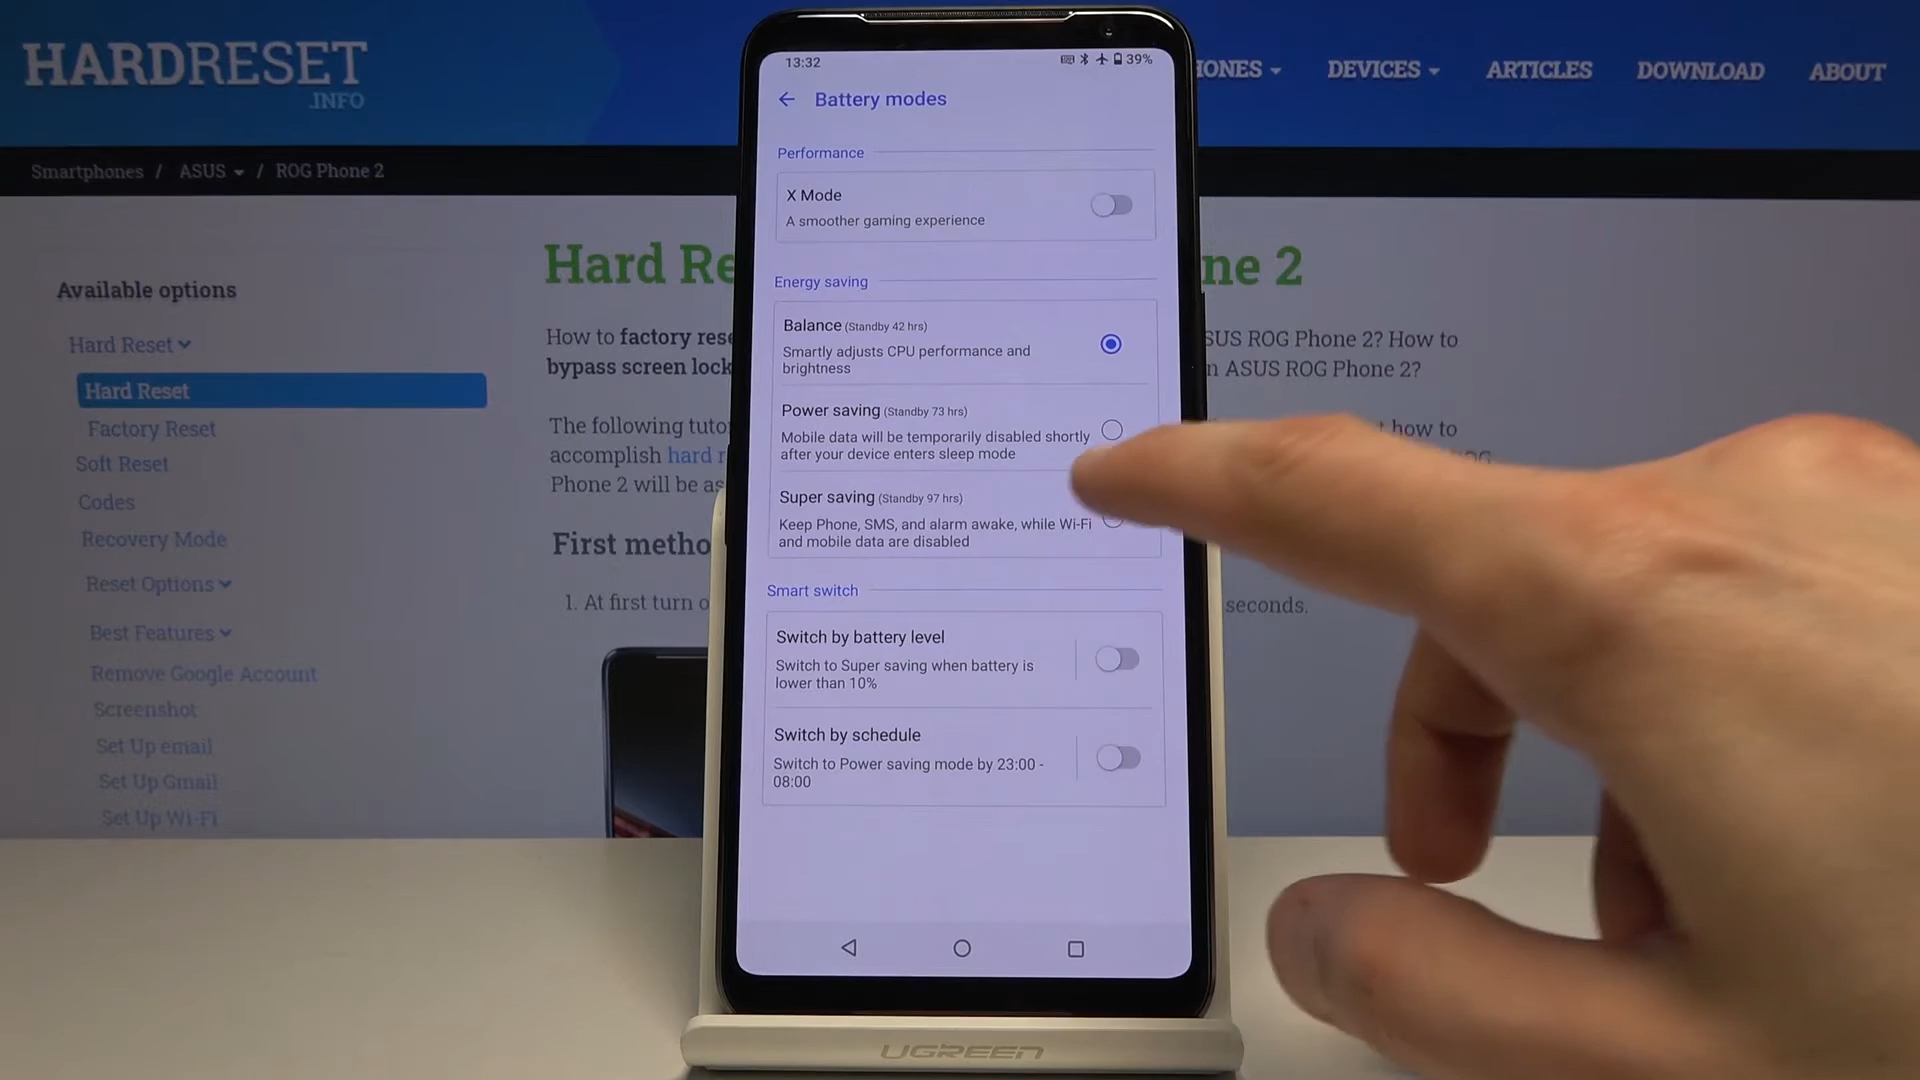 HARDRESET
.INFO
DEVICES
ARTICLES
DOWNLOAD
ABOUT
Smartphones / ASUS / ROG Phone 2
Available options
Hard Reset
Hard Reset
Factory Reset
Soft Reset
Codes
Recovery Mode
Reset Options
Best Features
Remove Google Account
Screenshot
Set Up email
Set Up Gmail
Set Up Wi-Fi
Hard Re
ne 2
How to factory rese
SUS ROG Phone 2? How to
bypass screen lock
n ASUS ROG Phone 2?
The following tuto
how to
accomplish hard r
Phone 2 will be as
First metho
1. At first turn o
seconds.
13:32
39%
Battery modes
Performance
X Mode
A smoother gaming experience
Energy saving
Balance (Standby 42 hrs)
Smartly adjusts CPU performance and
brightness
Power saving (Standby 73 hrs)
Mobile data will be temporarily disabled shortly
after your device enters sleep mode
Super saving (Standby 97 hrs)
Keep Phone, SMS, and alarm awake, while Wi-Fi
and mobile data are disabled
Smart switch
Switch by battery level
Switch to Super saving when battery is
lower than 10%
Switch by schedule
Switch to Power saving mode by 23:00 -
08:00
UGREEN